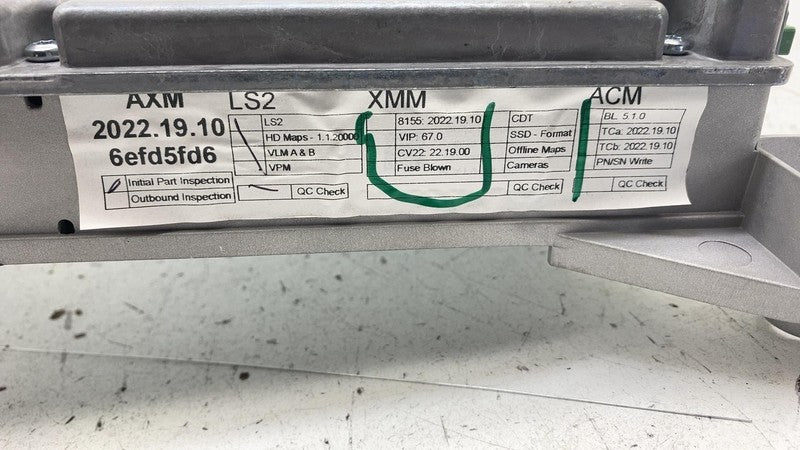 AXM
2022.19.10
6efd5fd6
Initial Part Inspection
Outbound Inspection
LS2
LS2
HD Maps - 1.1.20000
VLM A & B
VPM
QC Check
XMM
8155: 2022.19.10
VIP: 67.0
CV22: 22.19.00
Fuse Blown
CDT
SSD - Format
Offline Maps
Cameras
QC Check
ACM
BL 5.1.0
TCa: 2022.19.10
TCb: 2022.19.10
PN/SN Write
QC Check